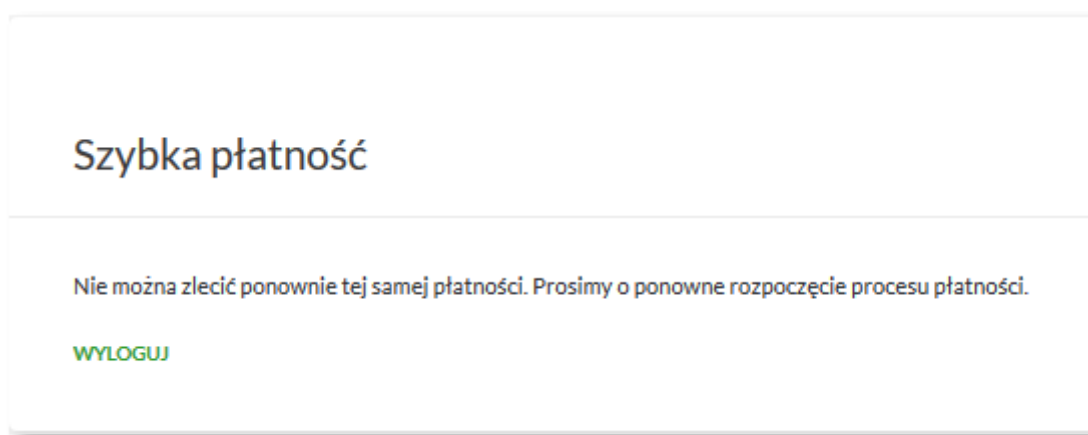 Szybka płatność
Nie można zlecić ponownie tej samej płatności. Prosimy o ponowne rozpoczęcie procesu płatności.
WYLOGUJ